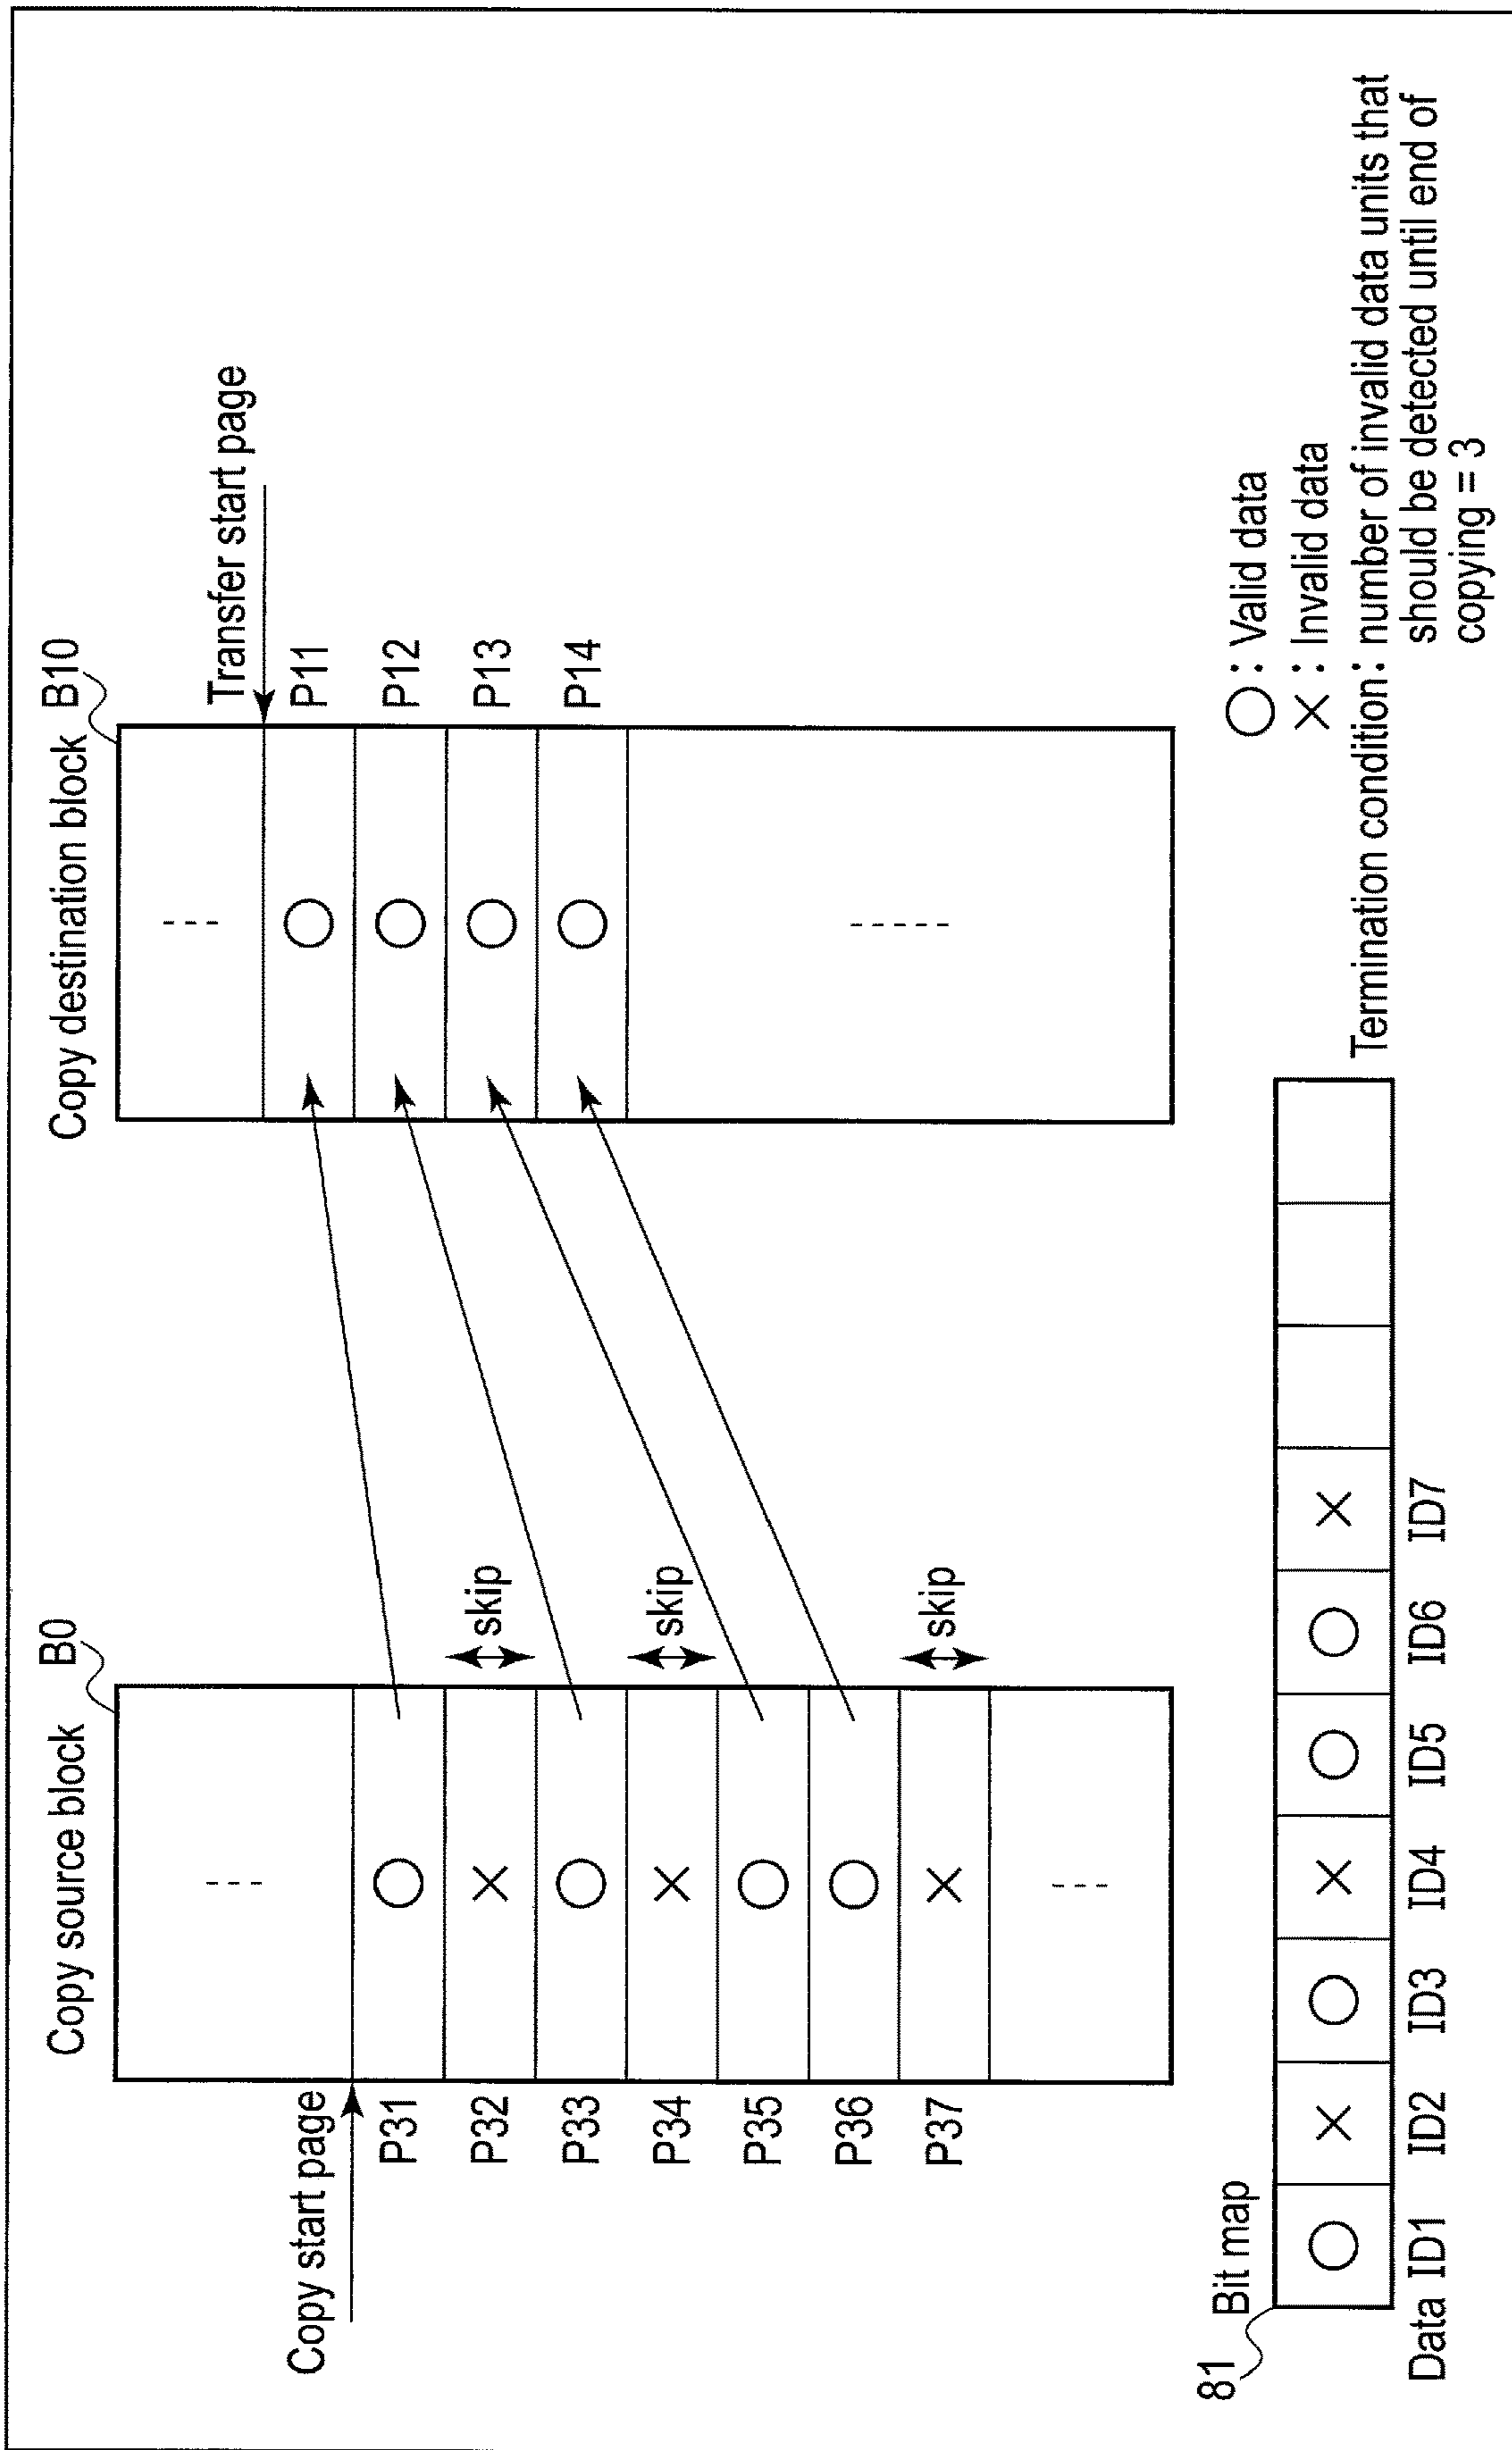 Copy source block
B0
Copy destination block
B10
Copy start page
Transfer start page
P31
P32
P33
P34
P35
P36
P37
skip
skip
skip
P11
P12
P13
P14
Bit map
81
Data ID1 ID2 ID3 ID4 ID5 ID6 ID7
○ : Valid data
× : Invalid data
Termination condition : number of invalid data units that
should be detected until end of
copying = 3